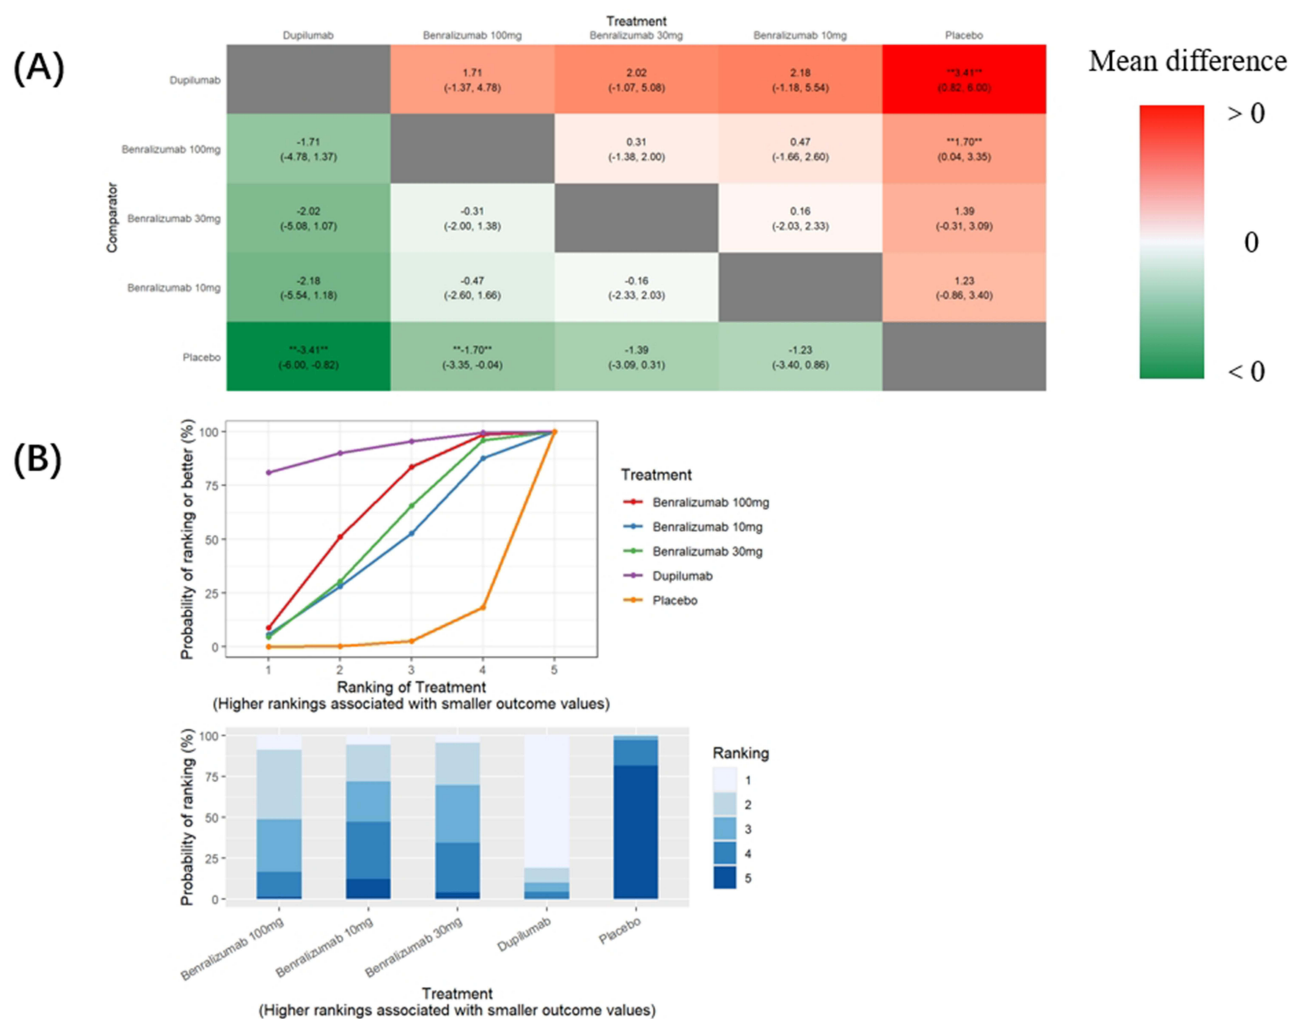 (A)
Treatment
Dupilumab Benralizumab 100mg Benralizumab 30mg Benralizumab 10mg Placebo
Comparator
Dupilumab 1.71 2.02 2.18 **3.41**
(-1.37, 4.78) (-1.07, 5.08) (-1.18, 5.54) (0.82, 6.00)
Benralizumab 100mg -1.71 0.31 0.47 **1.70**
(-4.78, 1.37) (-1.38, 2.00) (-1.66, 2.60) (0.04, 3.35)
Benralizumab 30mg -2.02 -0.31 0.16 1.39
(-5.08, 1.07) (-2.00, 1.38) (-2.03, 2.33) (-0.31, 3.09)
Benralizumab 10mg -2.18 -0.47 -0.16 1.23
(-5.54, 1.18) (-2.60, 1.66) (-2.33, 2.03) (-0.86, 3.40)
Placebo **-3.41** **-1.70** -1.39 -1.23
(-6.00, -0.82) (-3.35, -0.04) (-3.09, 0.31) (-3.40, 0.86)
Mean difference
> 0
0
< 0
(B)
Probability of ranking or better (%)
100
75
50
25
0
1 2 3 4 5
Ranking of Treatment
(Higher rankings associated with smaller outcome values)
Treatment
Benralizumab 100mg
Benralizumab 10mg
Benralizumab 30mg
Dupilumab
Placebo
Probability of ranking (%)
100
75
50
25
0
Benralizumab 100mg
Benralizumab 10mg
Benralizumab 30mg
Dupilumab
Placebo
Treatment
(Higher rankings associated with smaller outcome values)
Ranking
1
2
3
4
5